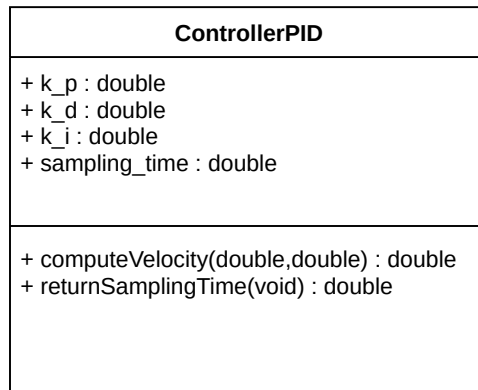 ControllerPID
+ k_p : double
+ k_d : double
+ k_i : double
+ sampling_time : double
+ computeVelocity(double,double) : double
+ returnSamplingTime(void) : double